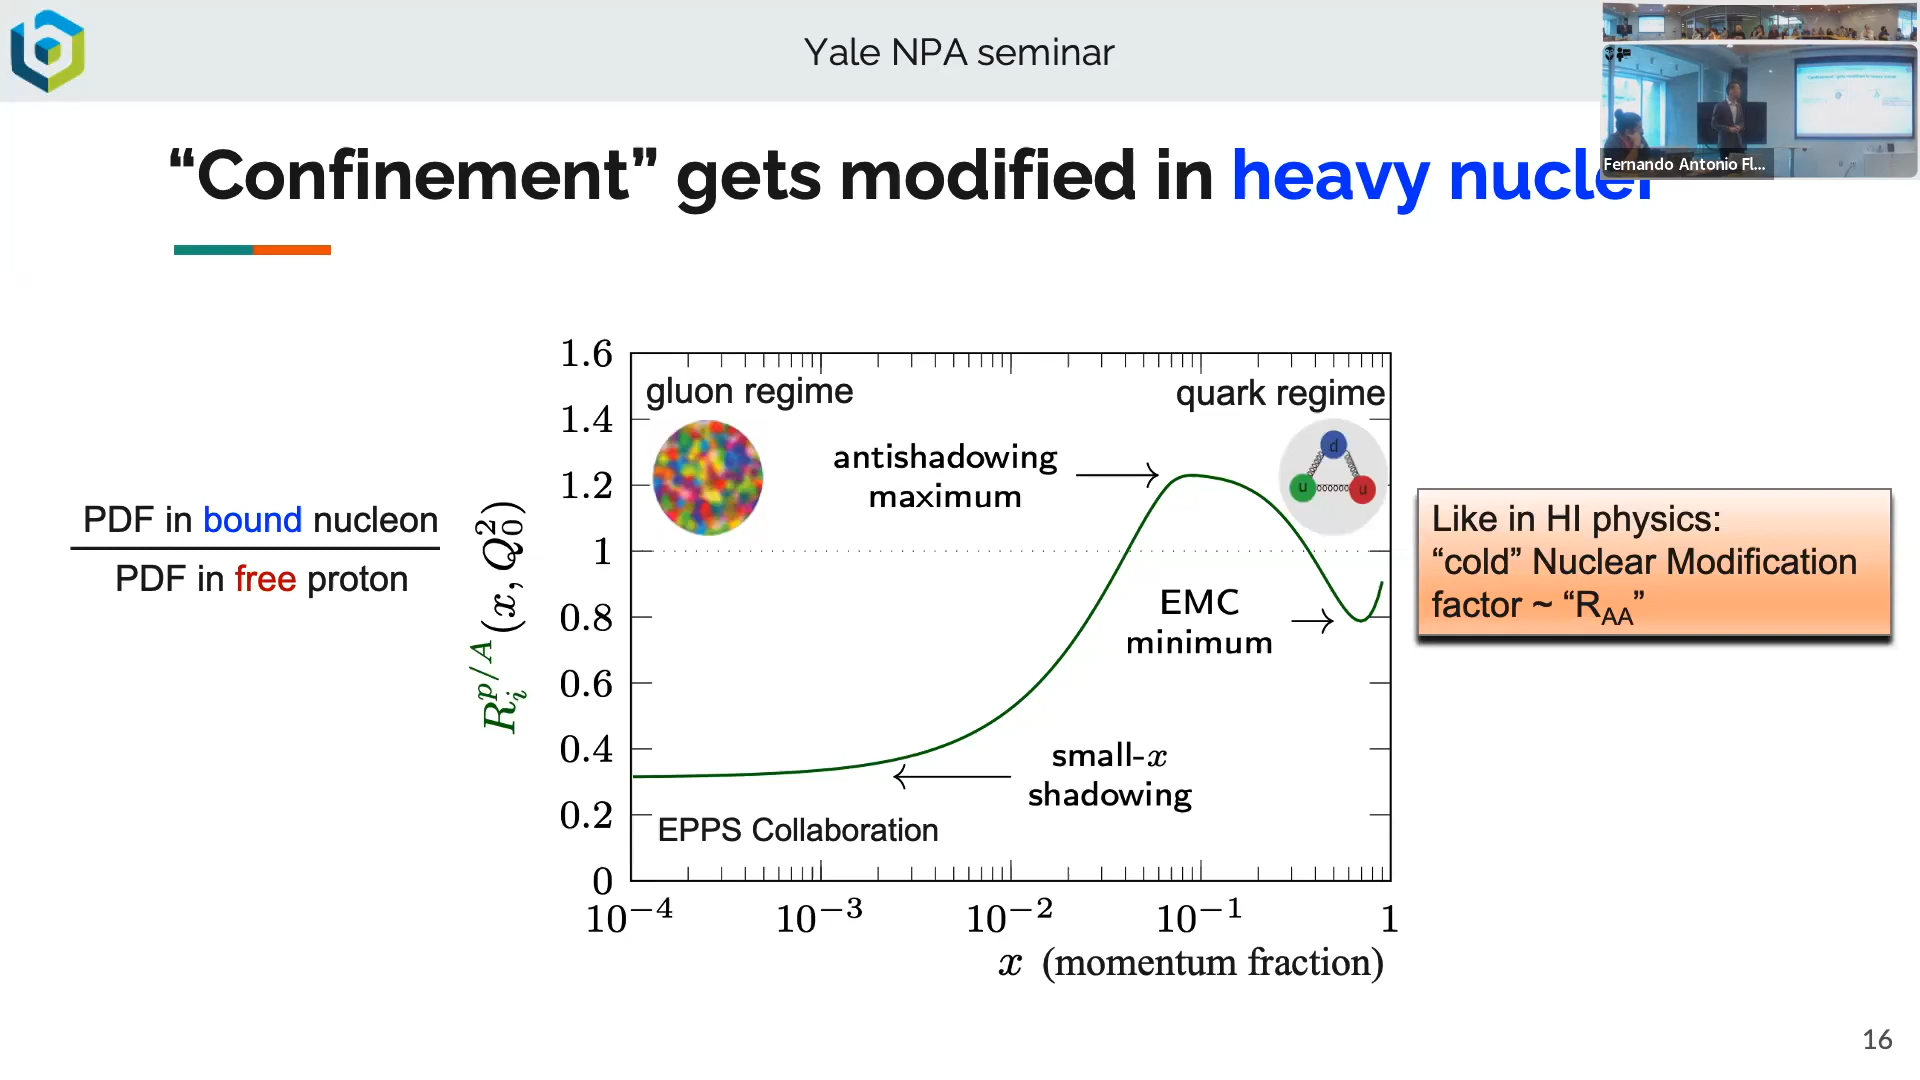 Yale NPA seminar
“Confinement” gets modified in heavy nuclei
Fernando Antonio Fl...
1.6
1.4
1.2
1
0.8
0.6
0.4
0.2
0
gluon regime
quark regime
antishadowing
maximum
d
u
u
PDF in bound nucleon
PDF in free proton
R_i^{p/A}(x, Q_0^2)
EMC
minimum
Like in HI physics:
“cold” Nuclear Modification
factor ~ “R_{AA}”
small-x
shadowing
EPPS Collaboration
10^{-4} 10^{-3} 10^{-2} 10^{-1} 1
x (momentum fraction)
16